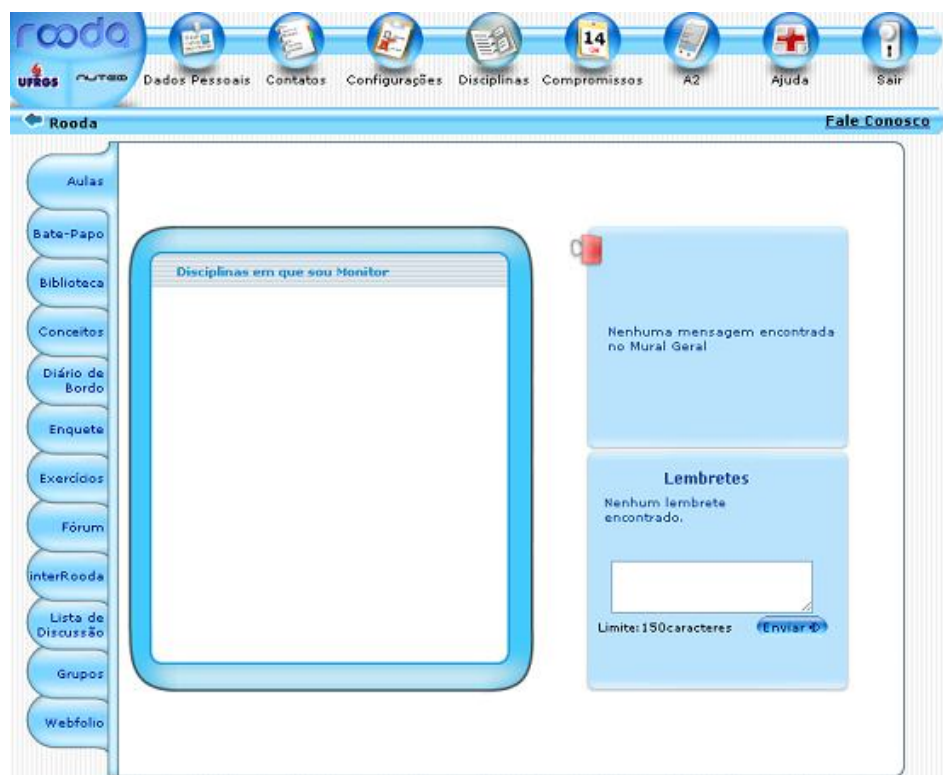 rooda
UFRGS nuted
Dados Pessoais Contatos Configurações Disciplinas Compromissos A2 Ajuda Sair
14
Rooda
Fale Conosco
Aulas
Bate-Papo
Biblioteca
Conceitos
Diário de
Bordo
Enquete
Exercícios
Fórum
interRooda
Lista de
Discussão
Grupos
Webfolio
Disciplinas em que sou Monitor
Nenhuma mensagem encontrada
no Mural Geral
Lembretes
Nenhum lembrete
encontrado.
Limite:150caracteres Enviar